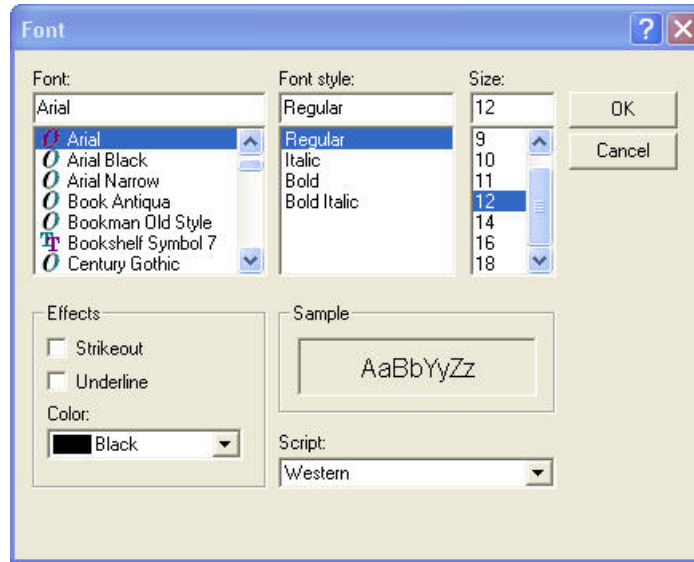 Font
Font:
Font style:
Size:
Arial
Regular
12
OK
Arial
Regular
9
Arial Black
Italic
10
Cancel
Arial Narrow
Bold
11
Book Antiqua
Bold Italic
12
Bookman Old Style
14
Bookshelf Symbol 7
16
Century Gothic
18
Effects
Strikeout
Underline
Color:
Black
Sample
AaBbYyZz
Script:
Western